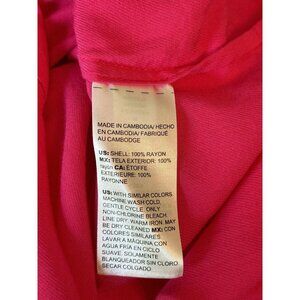 MADE IN CAMBODIA/ HECHO
EN CAMBODIA/ FABRIQUÉ
AU CAMBODGE
US: SHELL: 100% RAYON
MX: TELA EXTERIOR: 100%
rayon CA: ÉTOFFE
EXTERIEURE: 100%
RAYONNE
US: WITH SIMILAR COLORS.
MACHINE WASH COLD,
GENTLE CYCLE. ONLY
NON-CHLORINE BLEACH
LINE DRY. WARM IRON. MAY
BE DRY CLEANED MX: CON
COLORES SIMILARES.
LAVAR A MÁQUINA CON
AGUA FRÍA EN CICLO
SUAVE. SOLAMENTE
BLANQUEADOR SIN CLORO
SECAR COLGADO.